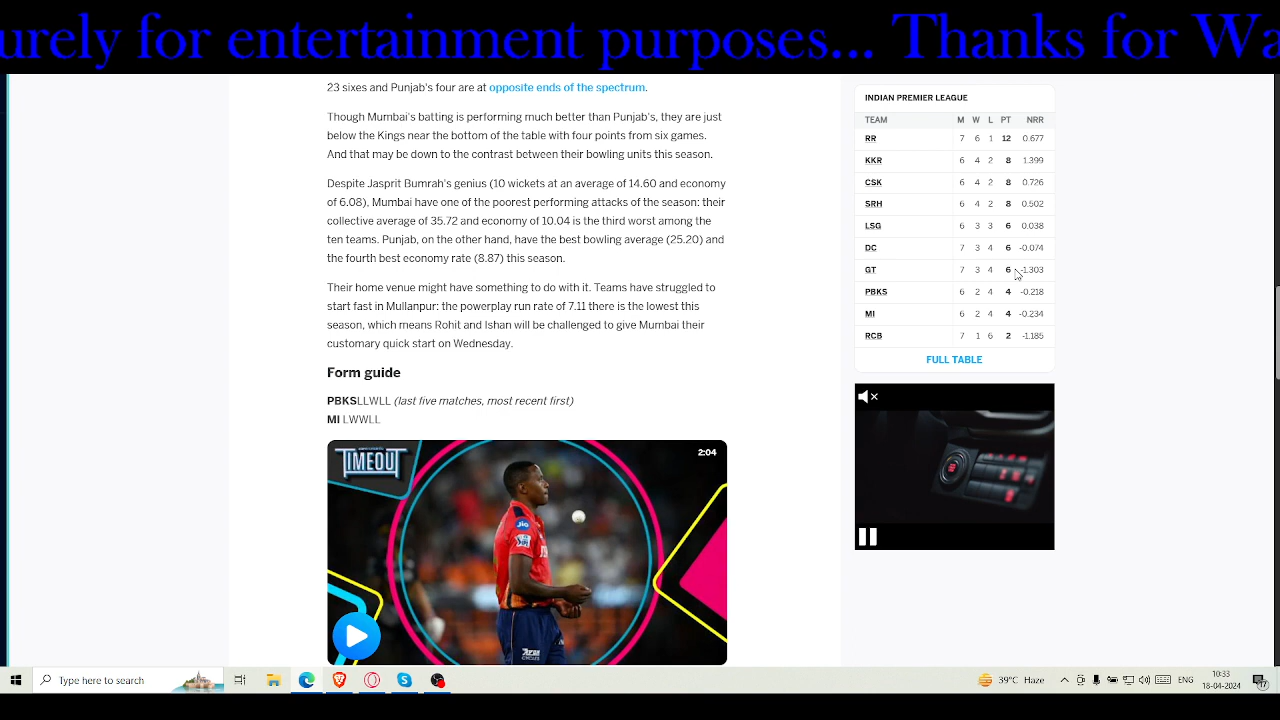 urely for entertainment purposes... Thanks for Wa
23 sixes and Punjab's four are at opposite ends of the spectrum.
Though Mumbai's batting is performing much better than Punjab's, they are just
below the Kings near the bottom of the table with four points from six games.
And that may be down to the contrast between their bowling units this season.
Despite Jasprit Bumrah's genius (10 wickets at an average of 14.60 and economy
of 6.08), Mumbai have one of the poorest performing attacks of the season: their
collective average of 35.72 and economy of 10.04 is the third worst among the
ten teams. Punjab, on the other hand, have the best bowling average (25.20) and
the fourth best economy rate (8.87) this season.
Their home venue might have something to do with it. Teams have struggled to
start fast in Mullanpur: the powerplay run rate of 7.11 there is the lowest this
season, which means Rohit and Ishan will be challenged to give Mumbai their
customary quick start on Wednesday.
Form guide
PBKSLLWLL (last five matches, most recent first)
MI LWWLL
TIMEOUT
2:04
Jio
INDIAN PREMIER LEAGUE
TEAM M W L PT NRR
RR 7 6 1 12 0.677
KKR 6 4 2 8 1.399
CSK 6 4 2 8 0.726
SRH 6 4 2 8 0.502
LSG 6 3 3 6 0.038
DC 7 3 4 6 -0.074
GT 7 3 4 6 -1.303
PBKS 6 2 4 4 -0.218
MI 6 2 4 4 -0.234
RCB 7 1 6 2 -1.185
FULL TABLE
Type here to search
39°C Haze
ENG
10:33
18-04-2024